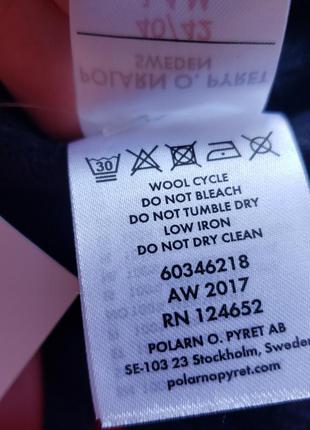 40/42
SWEDEN
POLARN O. PYRET
30
WOOL CYCLE
DO NOT BLEACH
DO NOT TUMBLE DRY
LOW IRON
DO NOT DRY CLEAN
60346218
AW 2017
RN 124652
POLARN O. PYRET AB
SE-103 23 Stockholm, Sweden
polarnopyret.com